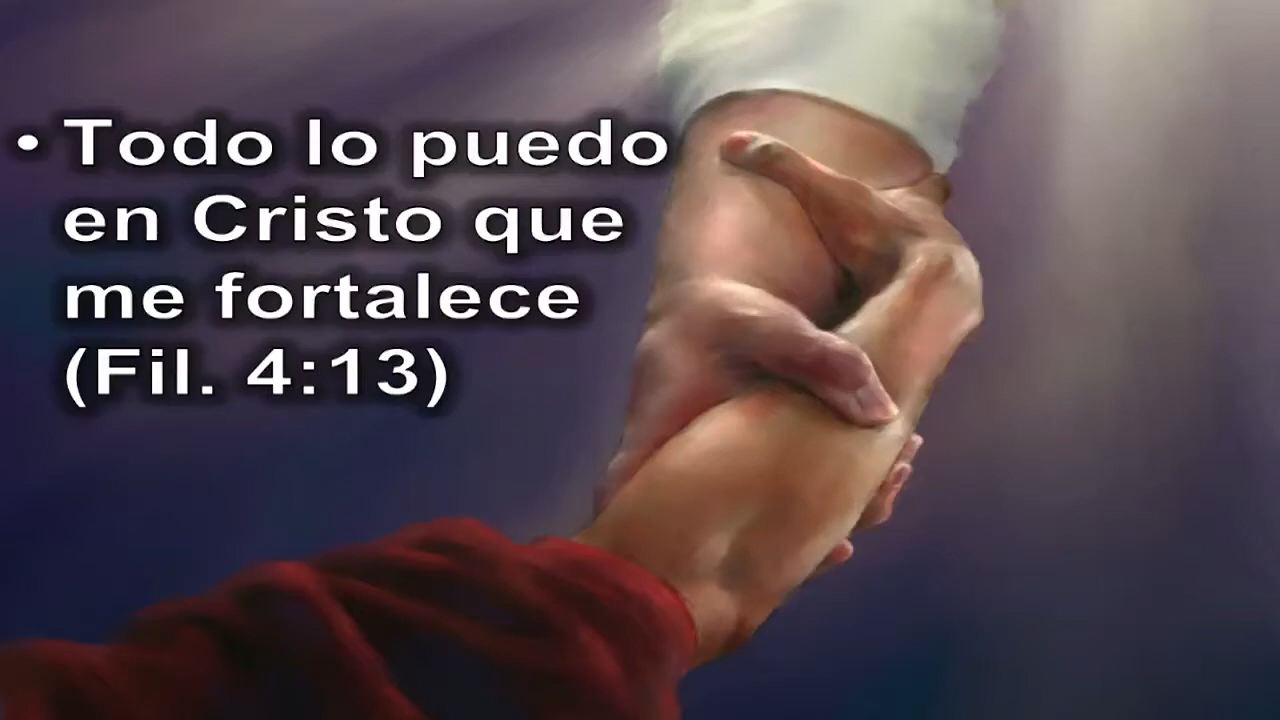 • Todo lo puedo
en Cristo que
me fortalece
(Fil. 4:13)